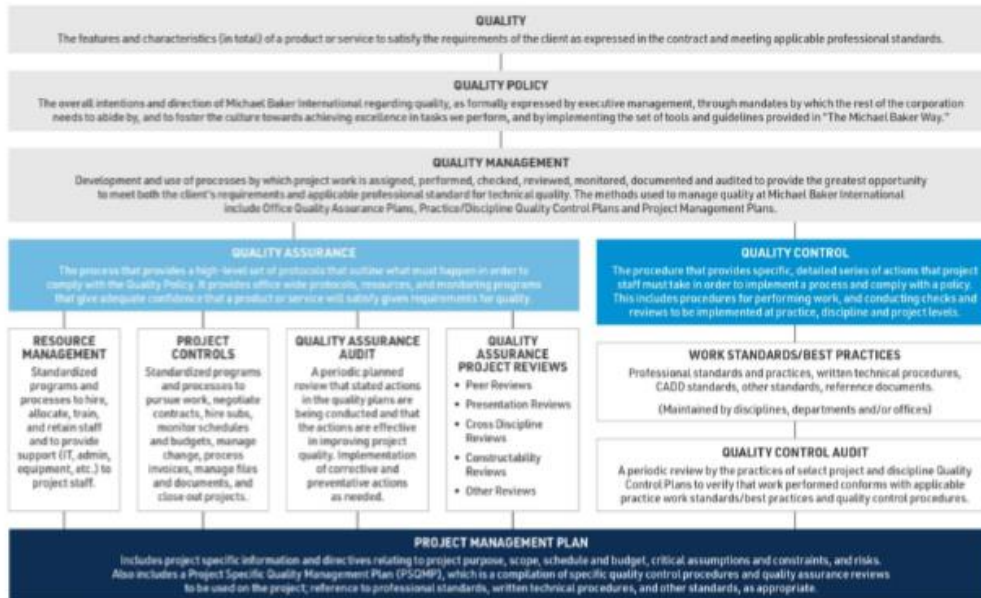 QUALITY
The features and characteristics (in total) of a product or service to satisfy the requirements of the client as expressed in the contract and meeting applicable professional standards.
QUALITY POLICY
The overall intentions and direction of Michael Baker International regarding quality, as formally expressed by executive management, through mandates by which the rest of the corporation
needs to abide by, and to foster the culture towards achieving excellence in tasks we perform, and by implementing the set of tools and guidelines provided in "The Michael Baker Way."
QUALITY MANAGEMENT
Development and use of processes by which project work is assigned, performed, checked, reviewed, monitored, documented and audited to provide the greatest opportunity
to meet both the client's requirements and applicable professional standard for technical quality. The methods used to manage quality at Michael Baker International
include Office Quality Assurance Plans, Practice/Discipline Quality Control Plans and Project Management Plans.
QUALITY ASSURANCE
The process that provides a high-level set of protocols that outline what must happen in order to
comply with the Quality Policy. It provides office wide protocols, resources, and monitoring programs
that give adequate confidence that a product or service will satisfy given requirements for quality.
QUALITY CONTROL
The procedure that provides specific, detailed series of actions that project
staff must take in order to implement a process and comply with a policy.
This includes procedures for performing work, and conducting checks and
reviews to be implemented at practice, discipline and project levels.
RESOURCE
MANAGEMENT
Standardized
programs and
processes to hire,
allocate, train,
and retain staff
and to provide
support (IT, admin,
equipment, etc.) to
project staff.
PROJECT
CONTROLS
Standardized programs
and processes to
pursue work, negotiate
contracts, hire subs,
monitor schedules
and budgets, manage
change, process
invoices, manage files
and documents, and
close out projects.
QUALITY ASSURANCE
AUDIT
A periodic planned
review that stated actions
in the quality plans are
being conducted and that
the actions are effective
in improving project
quality. Implementation
of corrective and
preventative actions
as needed.
QUALITY
ASSURANCE
PROJECT REVIEWS
• Peer Reviews
• Presentation Reviews
• Cross Discipline
Reviews
• Constructability
Reviews
• Other Reviews
WORK STANDARDS/BEST PRACTICES
Professional standards and practices, written technical procedures,
CADD standards, other standards, reference documents.
(Maintained by disciplines, departments and/or offices)
QUALITY CONTROL AUDIT
A periodic review by the practices of select project and discipline Quality
Control Plans to verify that work performed conforms with applicable
practice work standards/best practices and quality control procedures.
PROJECT MANAGEMENT PLAN
Includes project specific information and directives relating to project purpose, scope, schedule and budget, critical assumptions and constraints, and risks.
Also includes a Project Specific Quality Management Plan (PSQMP), which is a compilation of specific quality control procedures and quality assurance reviews
to be used on the project, reference to professional standards, written technical procedures, and other standards, as appropriate.